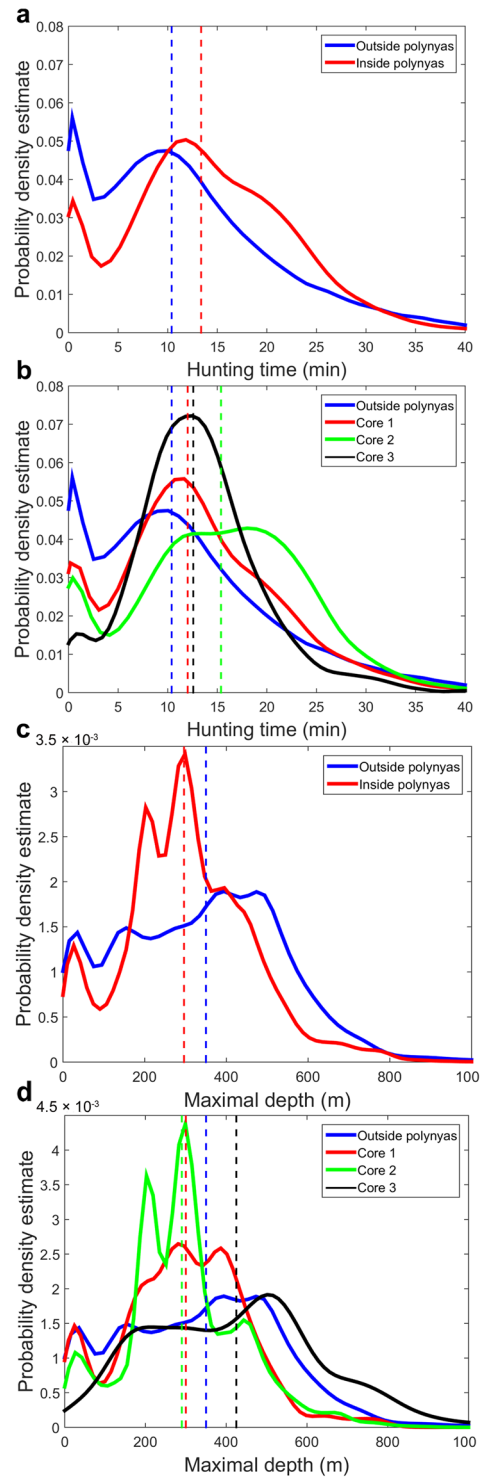 a
0.08
0.07
0.06
0.05
0.04
0.03
0.02
0.01
0
Probability density estimate
Outside polynyas
Inside polynyas
0 5 10 15 20 25 30 35 40
Hunting time (min)
b
0.08
0.07
0.06
0.05
0.04
0.03
0.02
0.01
0
Probability density estimate
Outside polynyas
Core 1
Core 2
Core 3
0 5 10 15 20 25 30 35 40
Hunting time (min)
c
3.5 × 10⁻³
3
2.5
2
1.5
1
0.5
0
Probability density estimate
Outside polynyas
Inside polynyas
0 200 400 600 800 100
Maximal depth (m)
d
4.5 × 10⁻³
4
3.5
3
2.5
2
1.5
1
0.5
0
Probability density estimate
Outside polynyas
Core 1
Core 2
Core 3
0 200 400 600 800 1000
Maximal depth (m)